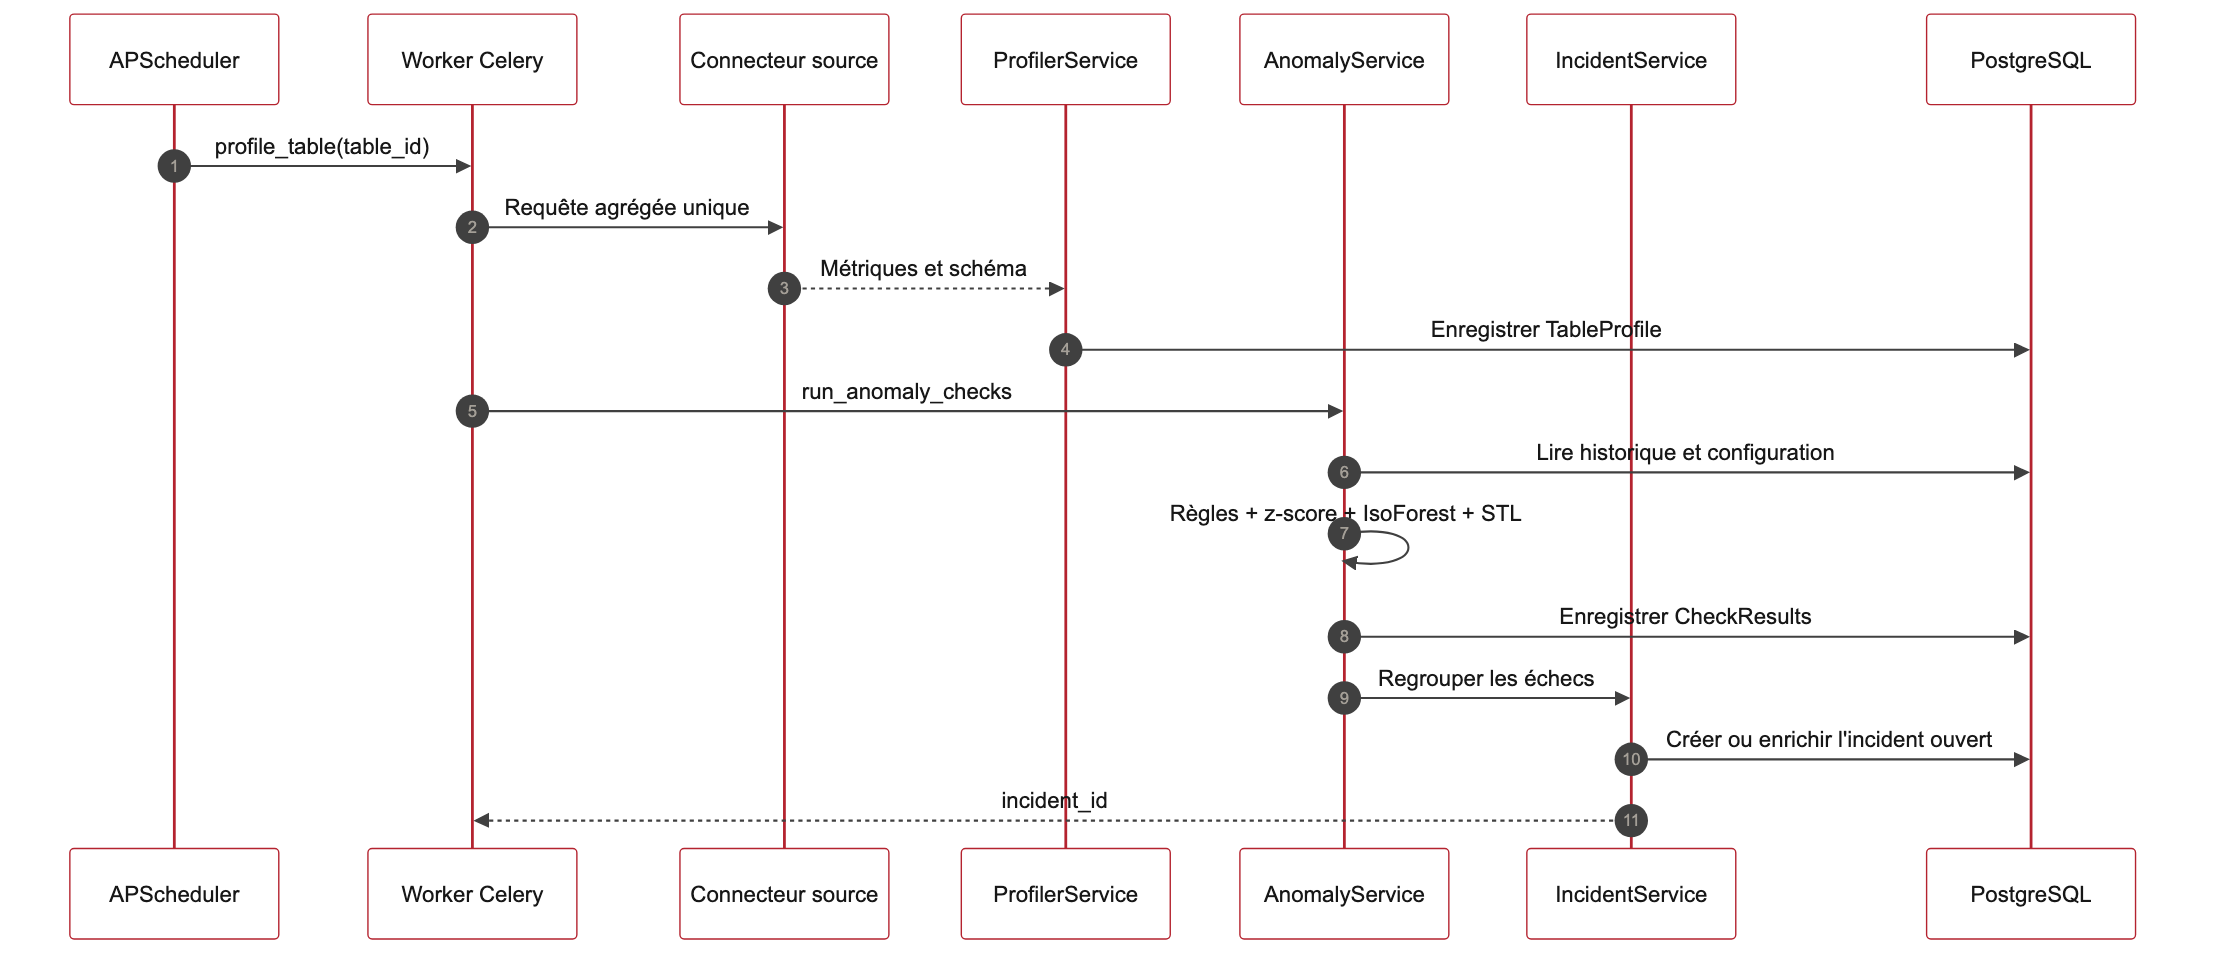 APScheduler
Worker Celery
Connecteur source
ProfilerService
AnomalyService
IncidentService
PostgreSQL
profile_table(table_id)
1
Requête agrégée unique
2
Métriques et schéma
3
Enregistrer TableProfile
4
run_anomaly_checks
5
Lire historique et configuration
6
Règles + z-score + IsoForest + STL
7
Enregistrer CheckResults
8
Regrouper les échecs
9
Créer ou enrichir l'incident ouvert
10
incident_id
11
APScheduler
Worker Celery
Connecteur source
ProfilerService
AnomalyService
IncidentService
PostgreSQL